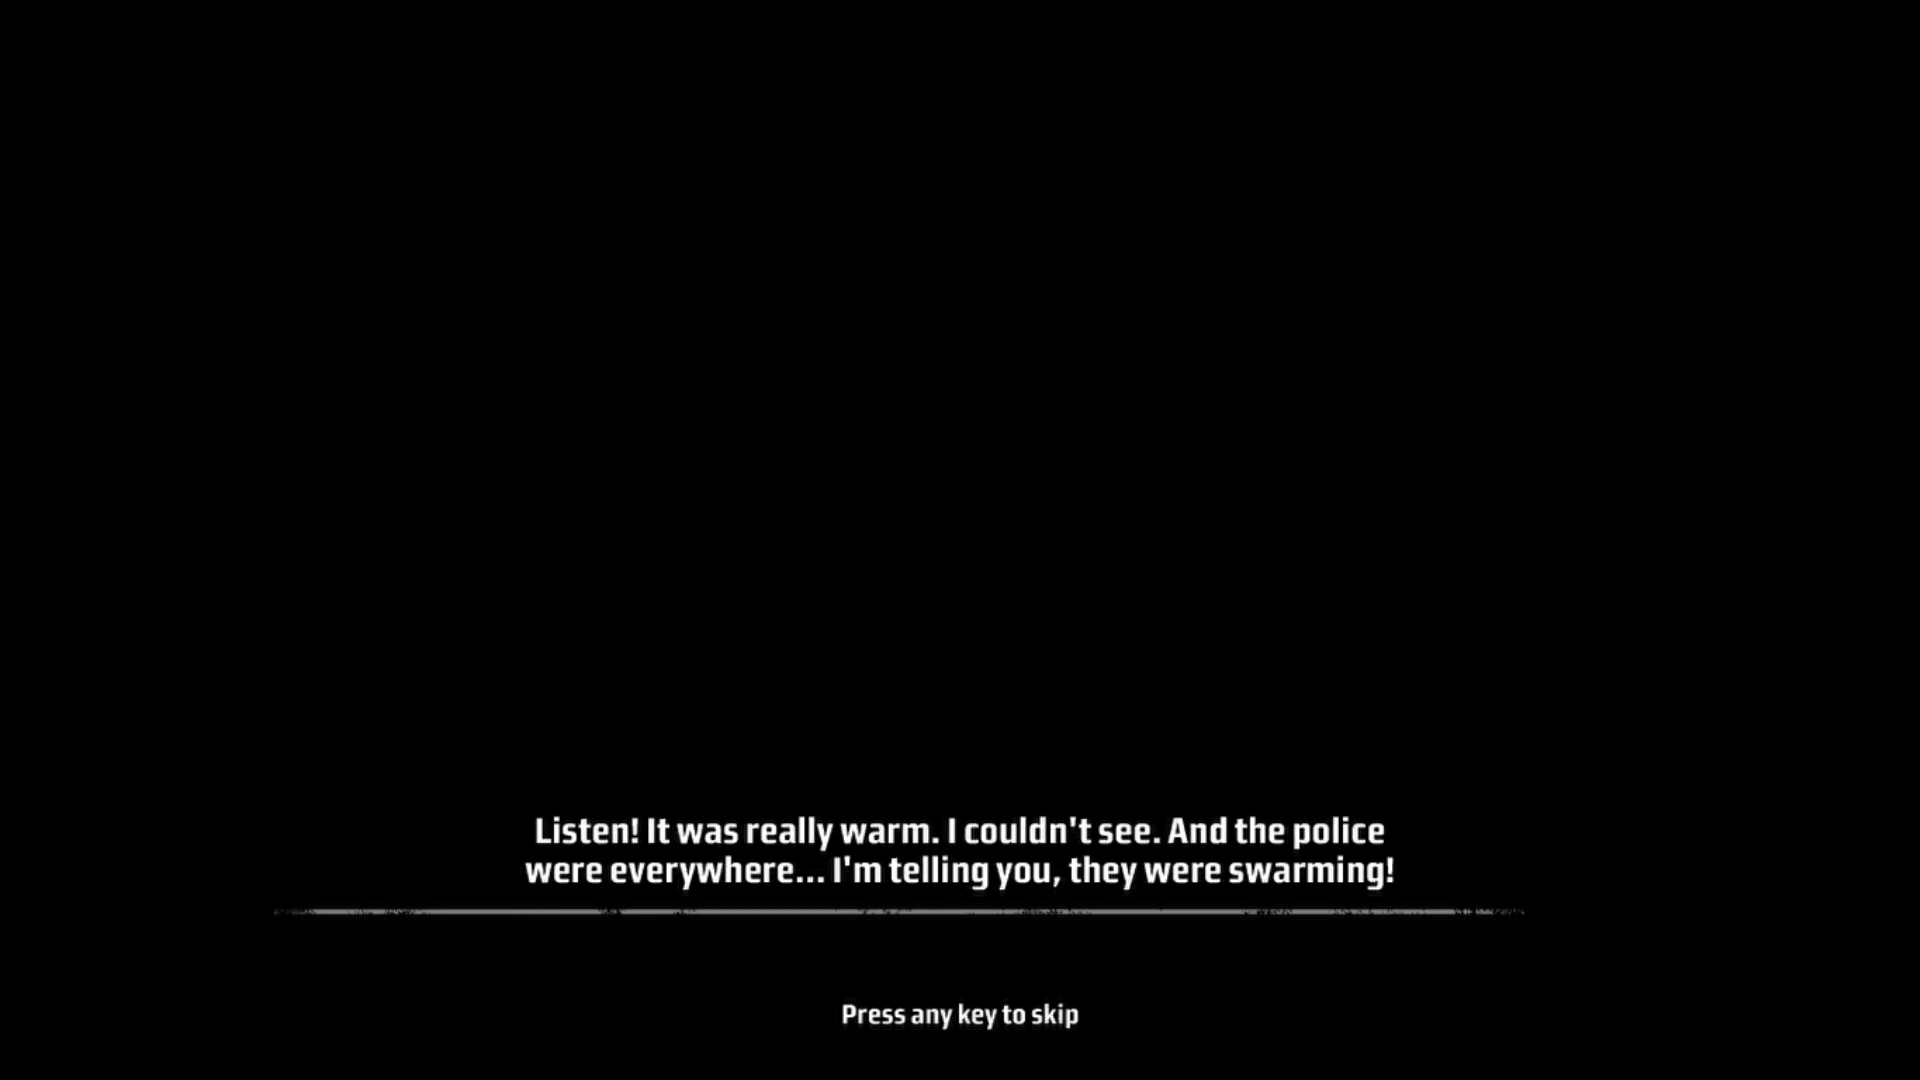 Listen! It was really warm. I couldn't see. And the police
were everywhere... I'm telling you, they were swarming!
Press any key to skip